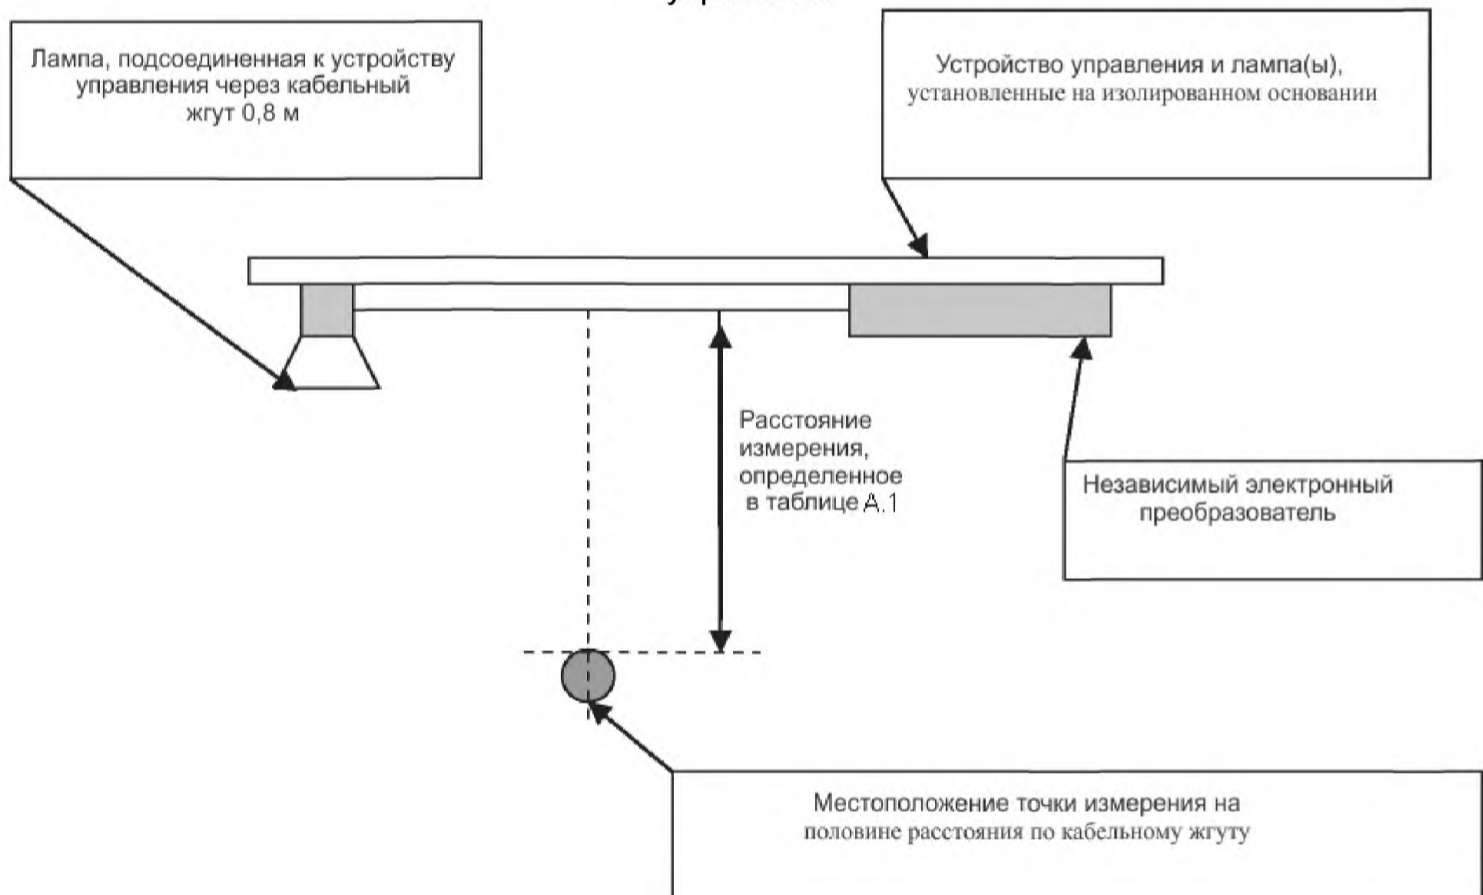 Лампа, подсоединенная к устройству
управления через кабельный
жгут 0,8 м
Устройство управления и лампа(ы),
установленные на изолированном основании
Расстояние
измерения,
определенное
в таблице А.1
Независимый электронный
преобразователь
Местоположение точки измерения на
половине расстояния по кабельному жгуту